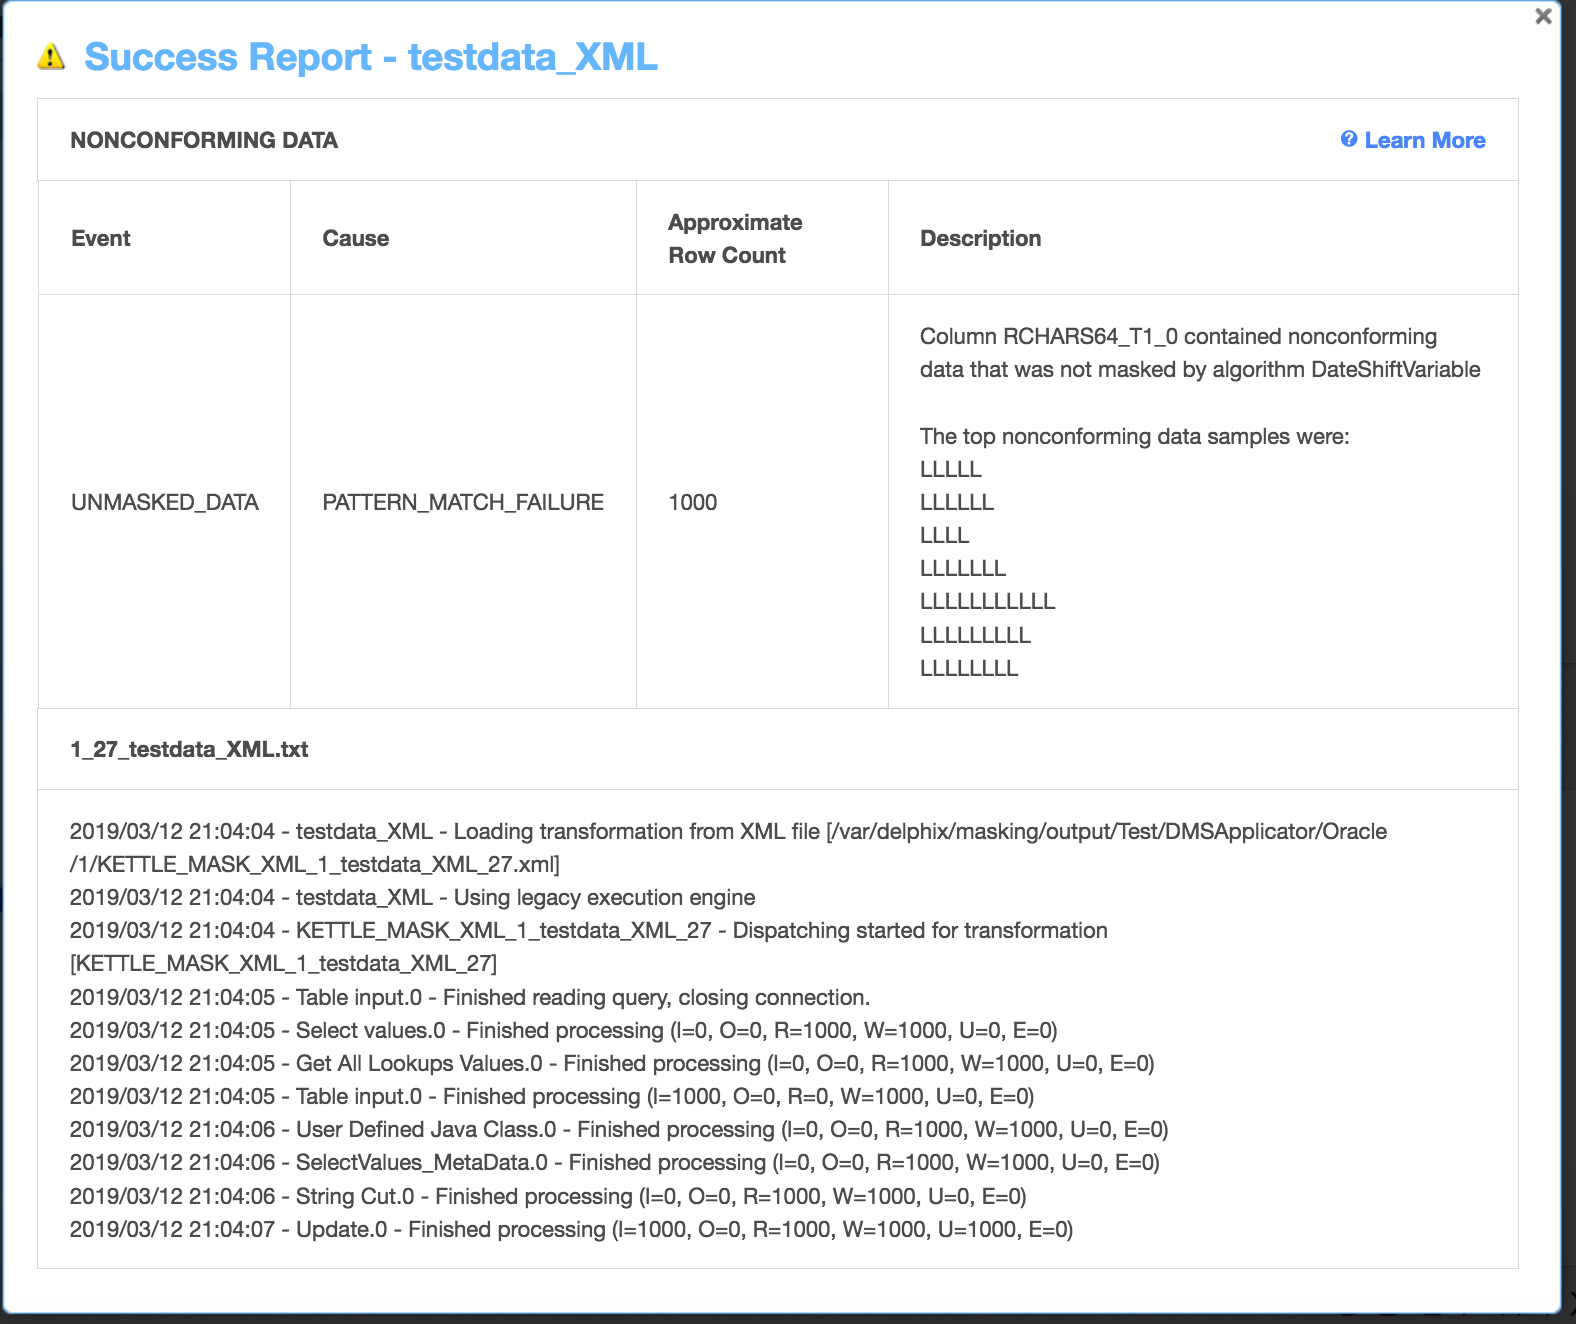 Success Report - testdata_XML
NONCONFORMING DATA
Learn More
Event
Cause
Approximate
Row Count
Description
UNMASKED_DATA
PATTERN_MATCH_FAILURE
1000
Column RCHARS64_T1_0 contained nonconforming
data that was not masked by algorithm DateShiftVariable
The top nonconforming data samples were:
LLLLL
LLLLLL
LLLL
LLLLLLL
LLLLLLLLLLL
LLLLLLLLL
LLLLLLLL
1_27_testdata_XML.txt
2019/03/12 21:04:04 - testdata_XML - Loading transformation from XML file [/var/delphix/masking/output/Test/DMSApplicator/Oracle
/1/KETTLE_MASK_XML_1_testdata_XML_27.xml]
2019/03/12 21:04:04 - testdata_XML - Using legacy execution engine
2019/03/12 21:04:04 - KETTLE_MASK_XML_1_testdata_XML_27 - Dispatching started for transformation
[KETTLE_MASK_XML_1_testdata_XML_27]
2019/03/12 21:04:05 - Table input.0 - Finished reading query, closing connection.
2019/03/12 21:04:05 - Select values.0 - Finished processing (I=0, O=0, R=1000, W=1000, U=0, E=0)
2019/03/12 21:04:05 - Get All Lookups Values.0 - Finished processing (I=0, O=0, R=1000, W=1000, U=0, E=0)
2019/03/12 21:04:05 - Table input.0 - Finished processing (I=1000, O=0, R=0, W=1000, U=0, E=0)
2019/03/12 21:04:06 - User Defined Java Class.0 - Finished processing (I=0, O=0, R=1000, W=1000, U=0, E=0)
2019/03/12 21:04:06 - SelectValues_MetaData.0 - Finished processing (I=0, O=0, R=1000, W=1000, U=0, E=0)
2019/03/12 21:04:06 - String Cut.0 - Finished processing (I=0, O=0, R=1000, W=1000, U=0, E=0)
2019/03/12 21:04:07 - Update.0 - Finished processing (I=1000, O=0, R=1000, W=1000, U=1000, E=0)